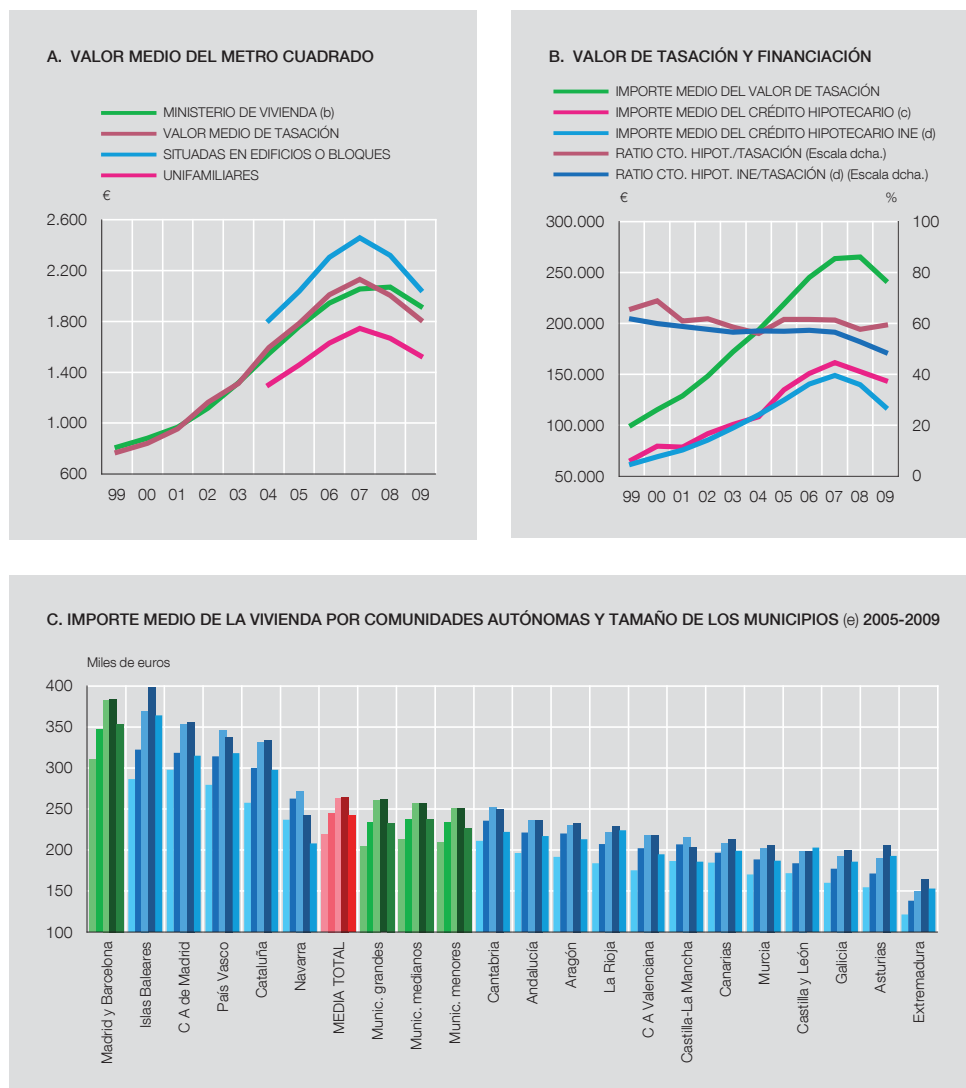 A. VALOR MEDIO DEL METRO CUADRADO
MINISTERIO DE VIVIENDA (b)
VALOR MEDIO DE TASACIÓN
SITUADAS EN EDIFICIOS O BLOQUES
UNIFAMILIARES
€
2.600
2.200
1.800
1.400
1.000
600
99 00 01 02 03 04 05 06 07 08 09
B. VALOR DE TASACIÓN Y FINANCIACIÓN
IMPORTE MEDIO DEL VALOR DE TASACIÓN
IMPORTE MEDIO DEL CRÉDITO HIPOTECARIO (c)
IMPORTE MEDIO DEL CRÉDITO HIPOTECARIO INE (d)
RATIO CTO. HIPOT./TASACIÓN (Escala dcha.)
RATIO CTO. HIPOT. INE/TASACIÓN (d) (Escala dcha.)
€ %
300.000 100
250.000 80
200.000 60
150.000 40
100.000 20
50.000 0
99 00 01 02 03 04 05 06 07 08 09
C. IMPORTE MEDIO DE LA VIVIENDA POR COMUNIDADES AUTÓNOMAS Y TAMAÑO DE LOS MUNICIPIOS (e) 2005-2009
Miles de euros
400
350
300
250
200
150
100
Madrid y Barcelona
Islas Baleares
C A de Madrid
País Vasco
Cataluña
Navarra
MEDIA TOTAL
Munic. grandes
Munic. medianos
Munic. menores
Cantabria
Andalucía
Aragón
La Rioja
C A Valenciana
Castilla-La Mancha
Canarias
Murcia
Castilla y León
Galicia
Asturias
Extremadura